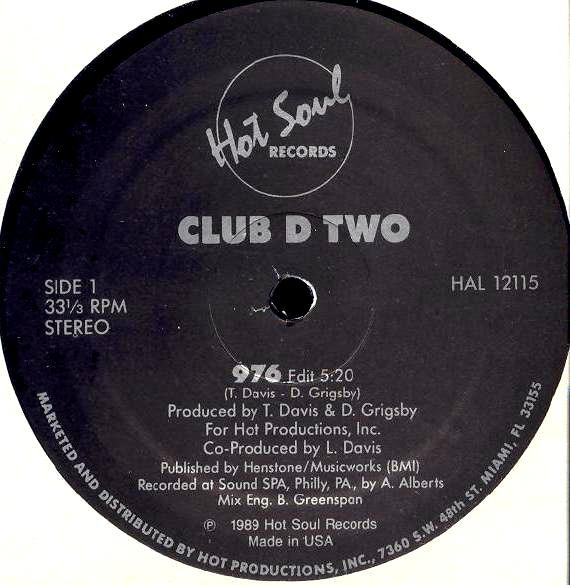 Hot Soul
RECORDS
CLUB D TWO
SIDE 1
33⅓ RPM
STEREO
HAL 12115
976 Edit 5:20
(T. Davis - D. Grigsby)
Produced by T. Davis & D. Grigsby
For Hot Productions, Inc.
Co-Produced by L. Davis
Published by Henstone/Musicworks (BMI)
Recorded at Sound SPA, Philly, PA., by A. Alberts
Mix Eng. B. Greenspan
℗ 1989 Hot Soul Records
Made in USA
MARKETED AND DISTRIBUTED BY HOT PRODUCTIONS, INC., 7360 S.W. 48th ST. MIAMI, FL 33155